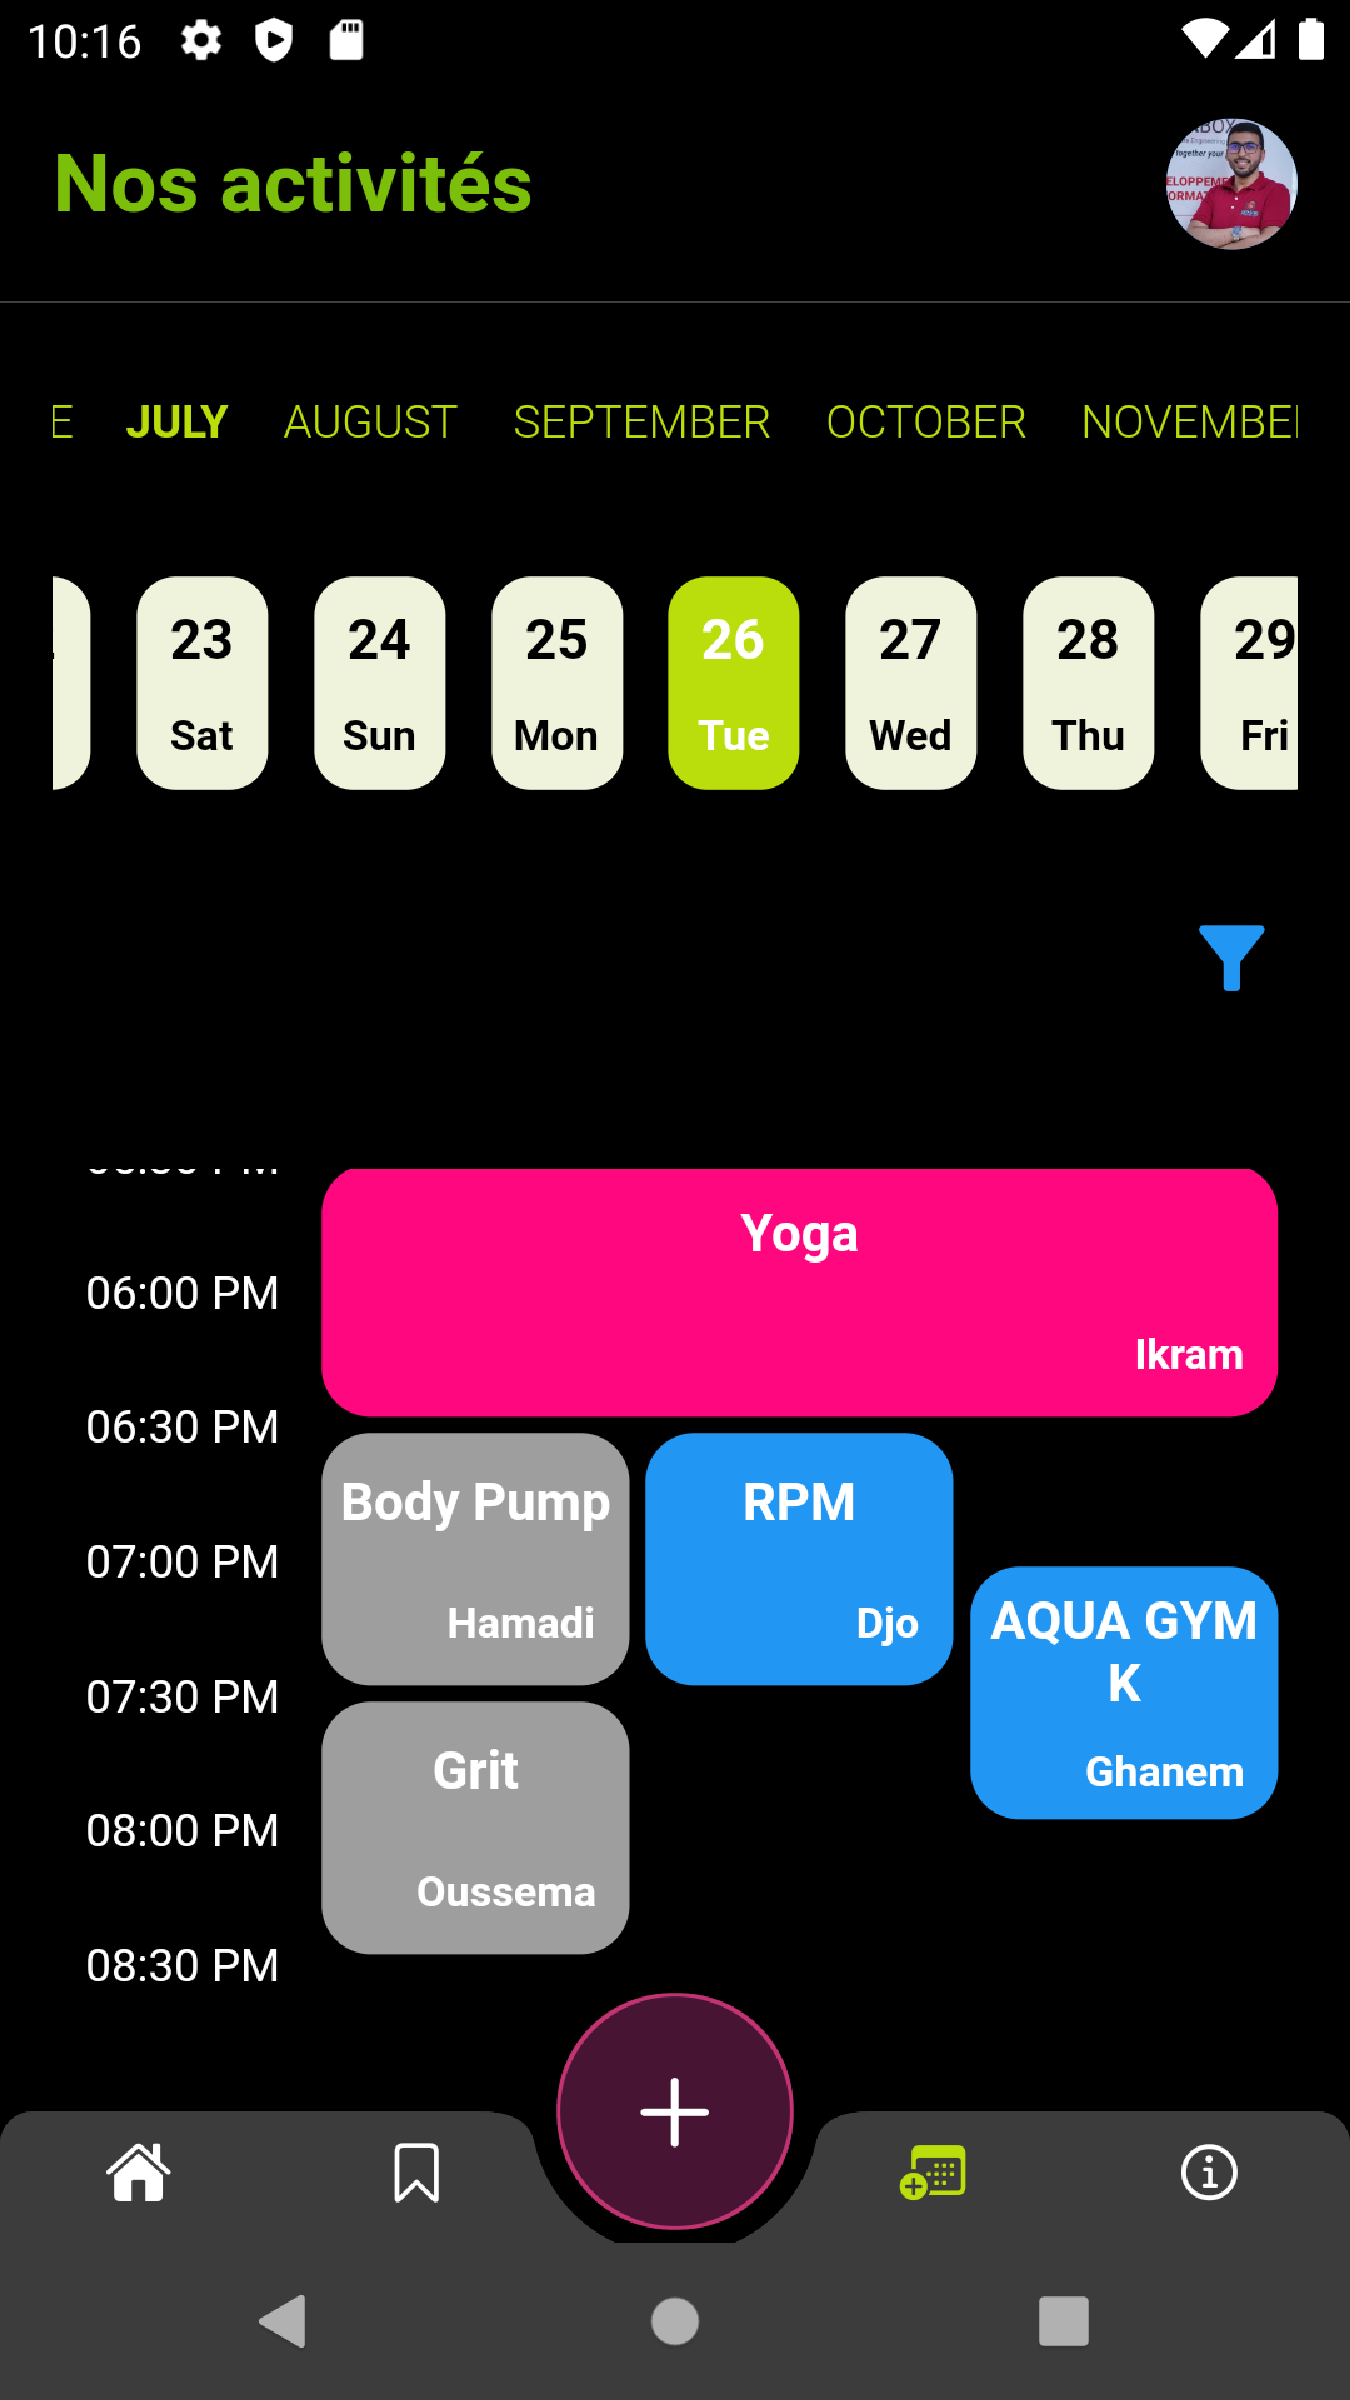 10:16
Nos activités
E JULY AUGUST SEPTEMBER OCTOBER NOVEMBER
23 24 25 26 27 28 29
Sat Sun Mon Tue Wed Thu Fri
Yoga
06:00 PM
Ikram
06:30 PM
Body Pump RPM
07:00 PM
AQUA GYM
Hamadi Djo
K
07:30 PM
Grit Ghanem
08:00 PM
Oussema
08:30 PM